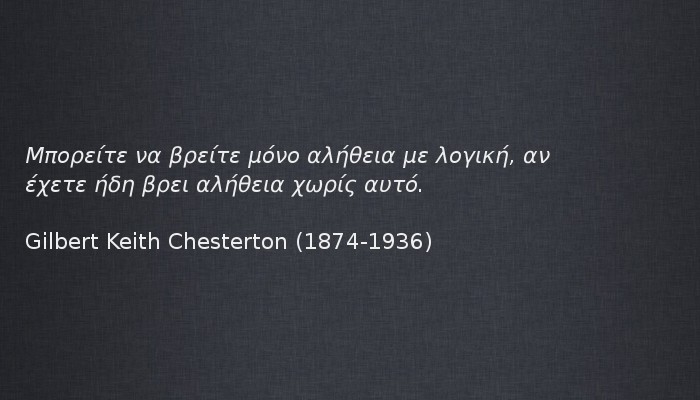 Μπορείτε να βρείτε μόνο αλήθεια με λογική, αν
έχετε ήδη βρει αλήθεια χωρίς αυτό.
Gilbert Keith Chesterton (1874-1936)